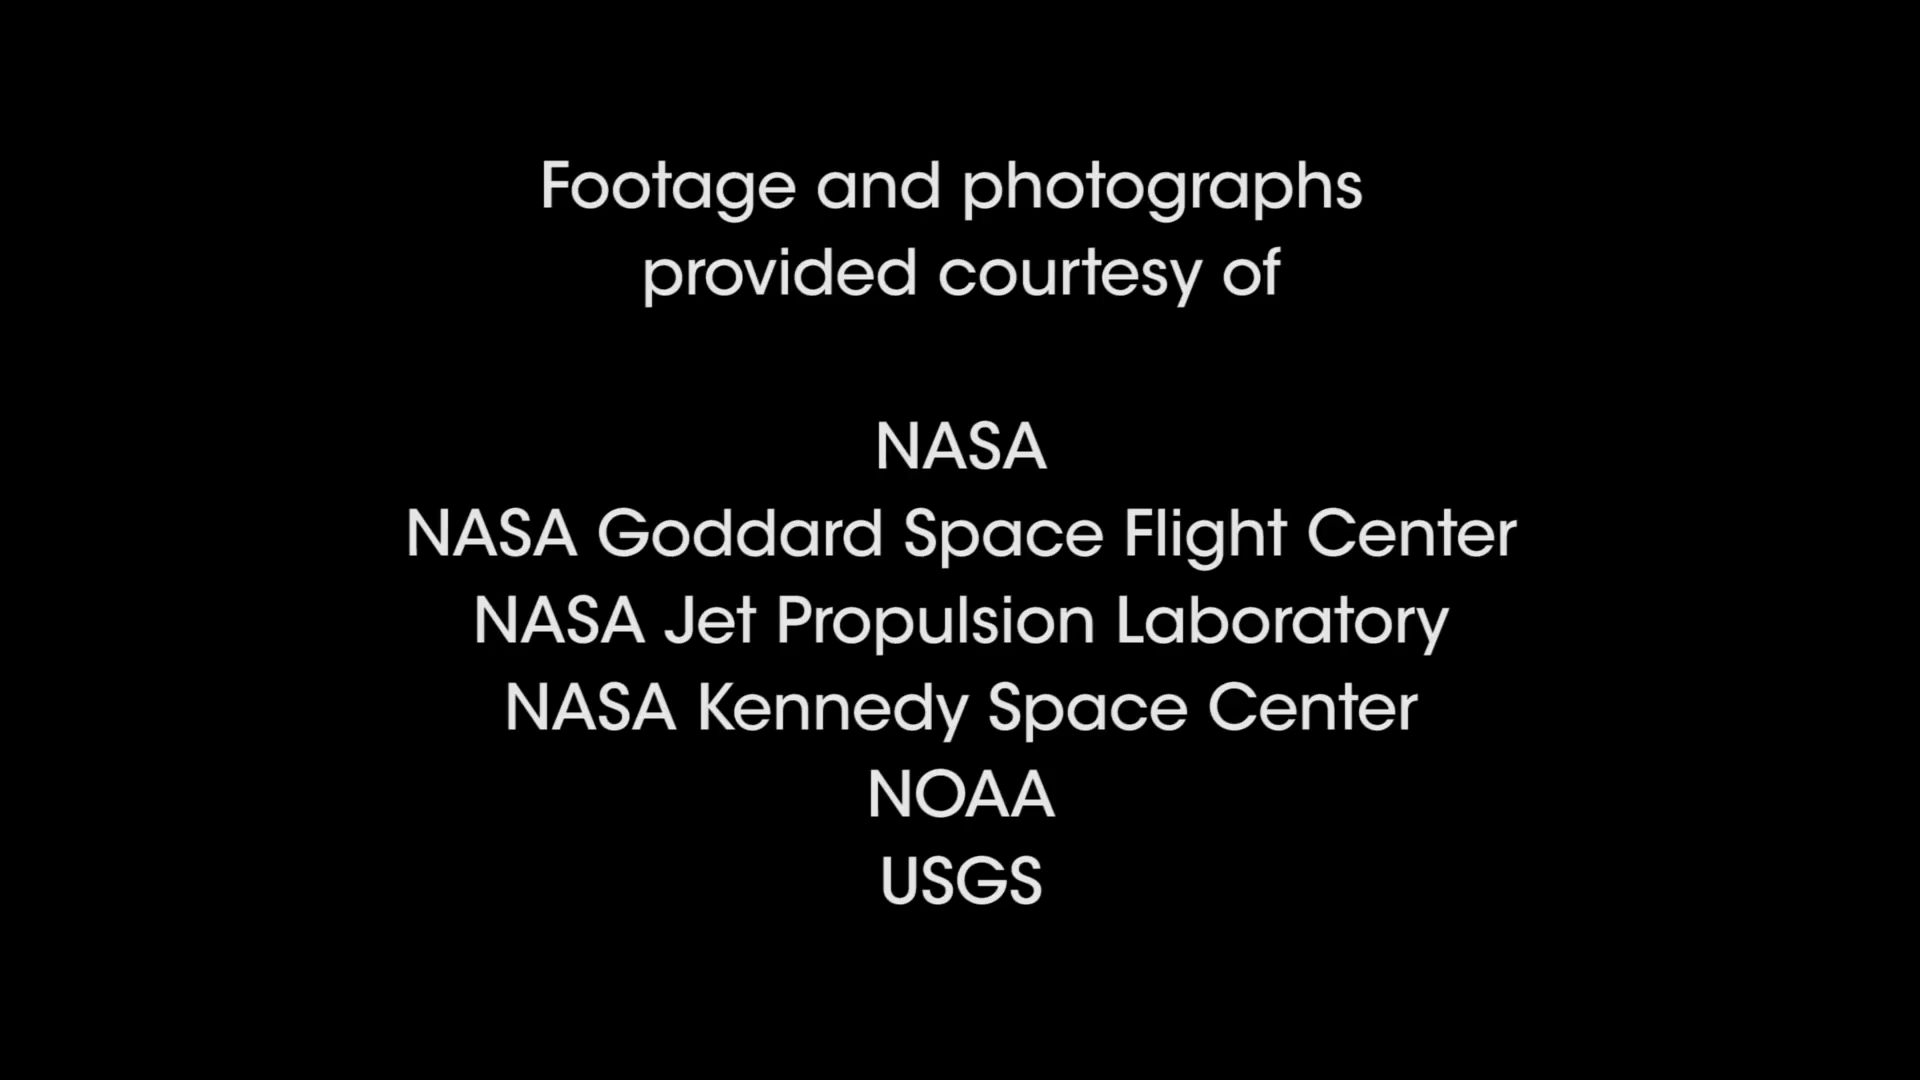 Footage and photographs
provided courtesy of
NASA
NASA Goddard Space Flight Center
NASA Jet Propulsion Laboratory
NASA Kennedy Space Center
NOAA
USGS